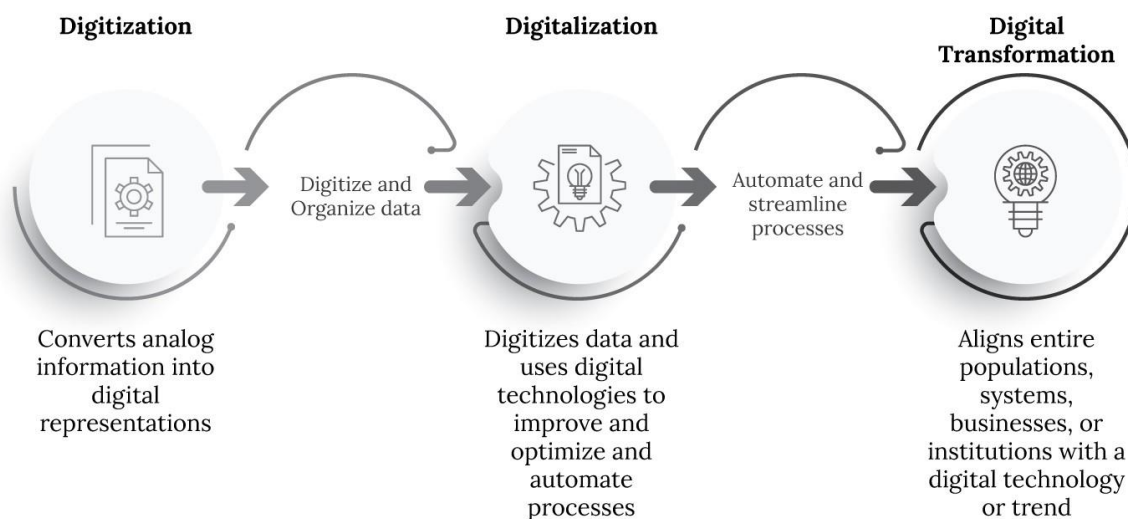 Digitization
Digitalization
Digital
Transformation
Digitize and
Organize data
Automate and
streamline
processes
Converts analog
information into
digital
representations
Digitizes data and
uses digital
technologies to
improve and
optimize and
automate
processes
Aligns entire
populations,
systems,
businesses, or
institutions with a
digital technology
or trend